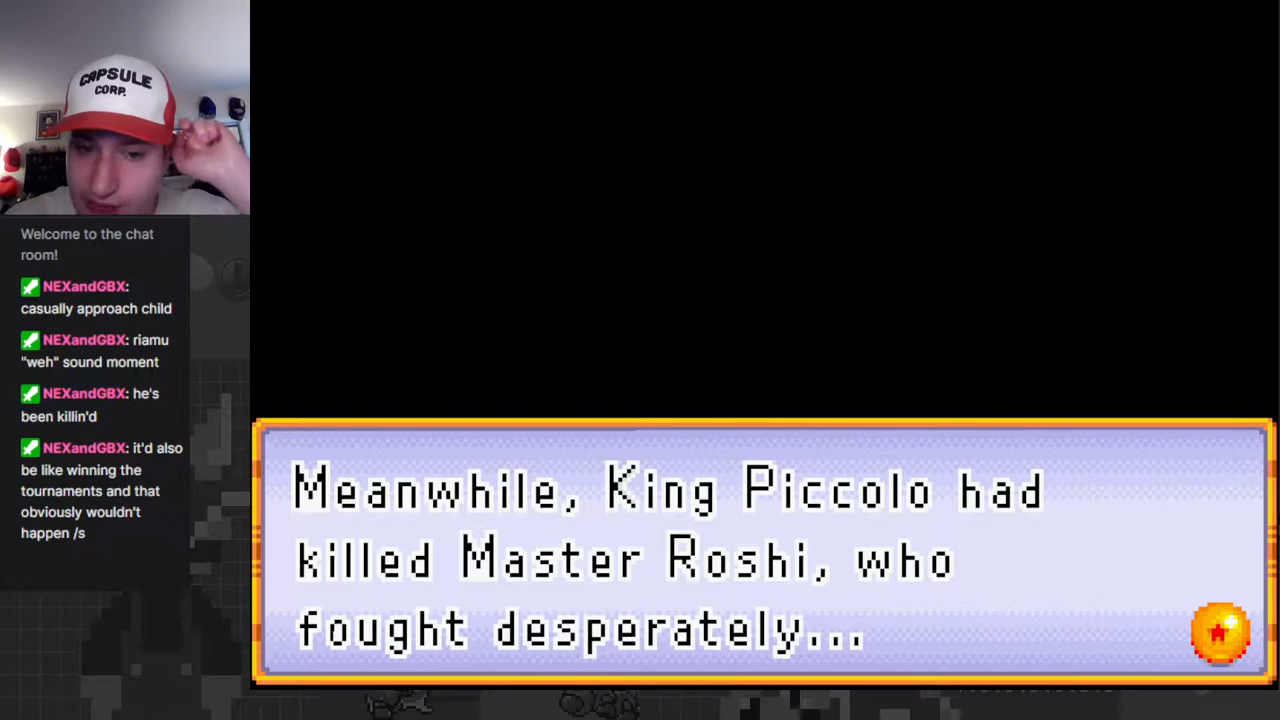 CAPSULE
CORP.
Welcome to the chat
room!
NEXandGBX:
casually approach child
NEXandGBX: riamu
"weh" sound moment
NEXandGBX: he's
been killin'd
NEXandGBX: it'd also
be like winning the
tournaments and that
obviously wouldn't
happen /s
Meanwhile, King Piccolo had
killed Master Roshi, who
fought desperately...